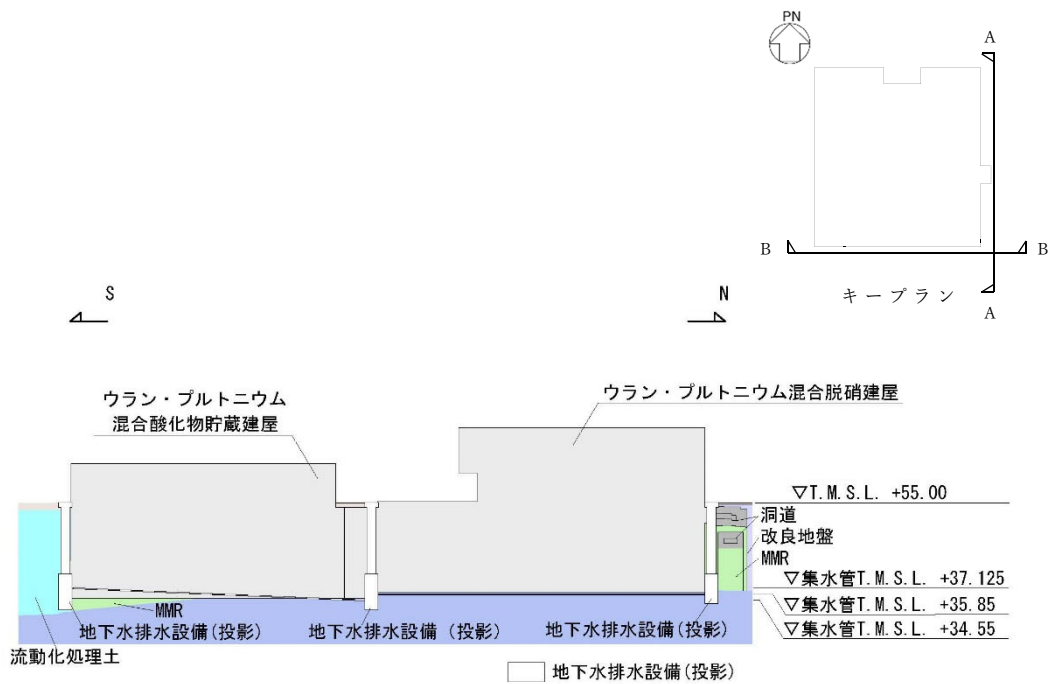 PN
A
B
B
キープラン
A
S
N
ウラン・プルトニウム
混合酸化物貯蔵建屋
ウラン・プルトニウム混合脱硝建屋
▽T.M.S.L. +55.00
洞道
改良地盤
MMR
▽集水管T.M.S.L. +37.125
▽集水管T.M.S.L. +35.85
▽集水管T.M.S.L. +34.55
MMR
地下水排水設備(投影)
地下水排水設備(投影)
地下水排水設備(投影)
流動化処理土
地下水排水設備(投影)